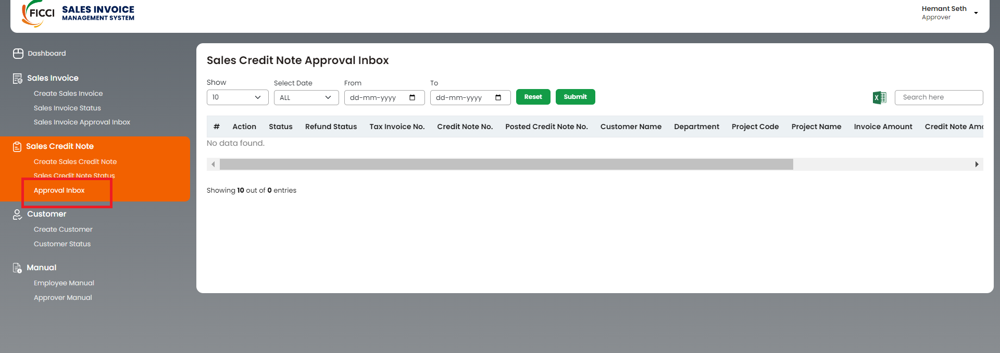 FICCI
SALES INVOICE
MANAGEMENT SYSTEM
Hemant Seth
Approver
Dashboard
Sales Invoice
Create Sales Invoice
Sales Invoice Status
Sales Invoice Approval Inbox
Sales Credit Note
Create Sales Credit Note
Sales Credit Note Status
Approval Inbox
Customer
Create Customer
Customer Status
Manual
Employee Manual
Approver Manual
Sales Credit Note Approval Inbox
Show Select Date From To
10 ALL dd-mm-yyyy dd-mm-yyyy Reset Submit Search here
# Action Status Refund Status Tax Invoice No. Credit Note No. Posted Credit Note No. Customer Name Department Project Code Project Name Invoice Amount Credit Note Amo
No data found.
Showing 10 out of 0 entries